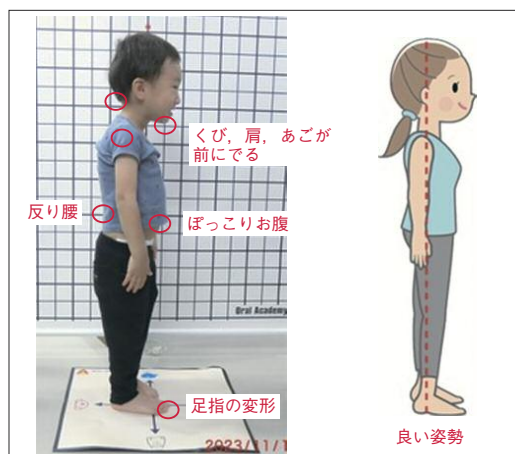 くび，肩，あごが
前にでる
反り腰
ぽっこりお腹
Oral Academy
足指の変形
2023/11/1
良い姿勢